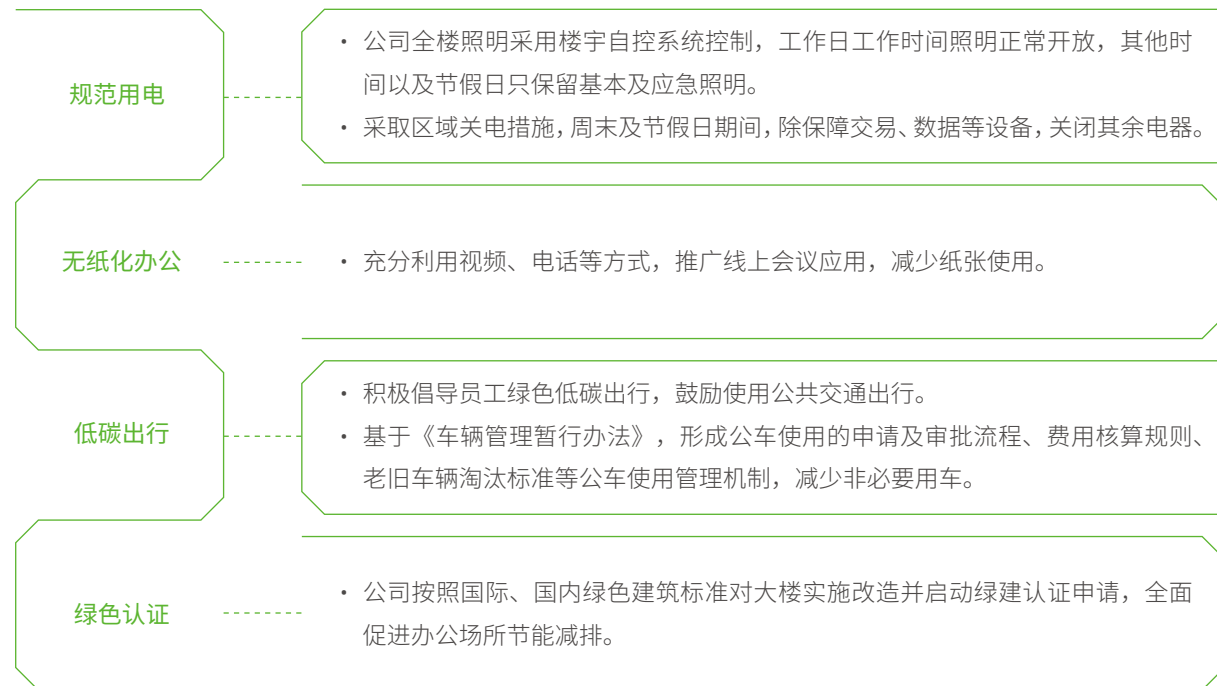 规范用电
• 公司全楼照明采用楼宇自控系统控制，工作日工作时间照明正常开放，其他时
间以及节假日只保留基本及应急照明。
• 采取区域关电措施，周末及节假日期间，除保障交易、数据等设备，关闭其余电器。
无纸化办公
• 充分利用视频、电话等方式，推广线上会议应用，减少纸张使用。
低碳出行
• 积极倡导员工绿色低碳出行，鼓励使用公共交通出行。
• 基于《车辆管理暂行办法》，形成公车使用的申请及审批流程、费用核算规则、
老旧车辆淘汰标准等公车使用管理机制，减少非必要用车。
绿色认证
• 公司按照国际、国内绿色建筑标准对大楼实施改造并启动绿建认证申请，全面
促进办公场所节能减排。